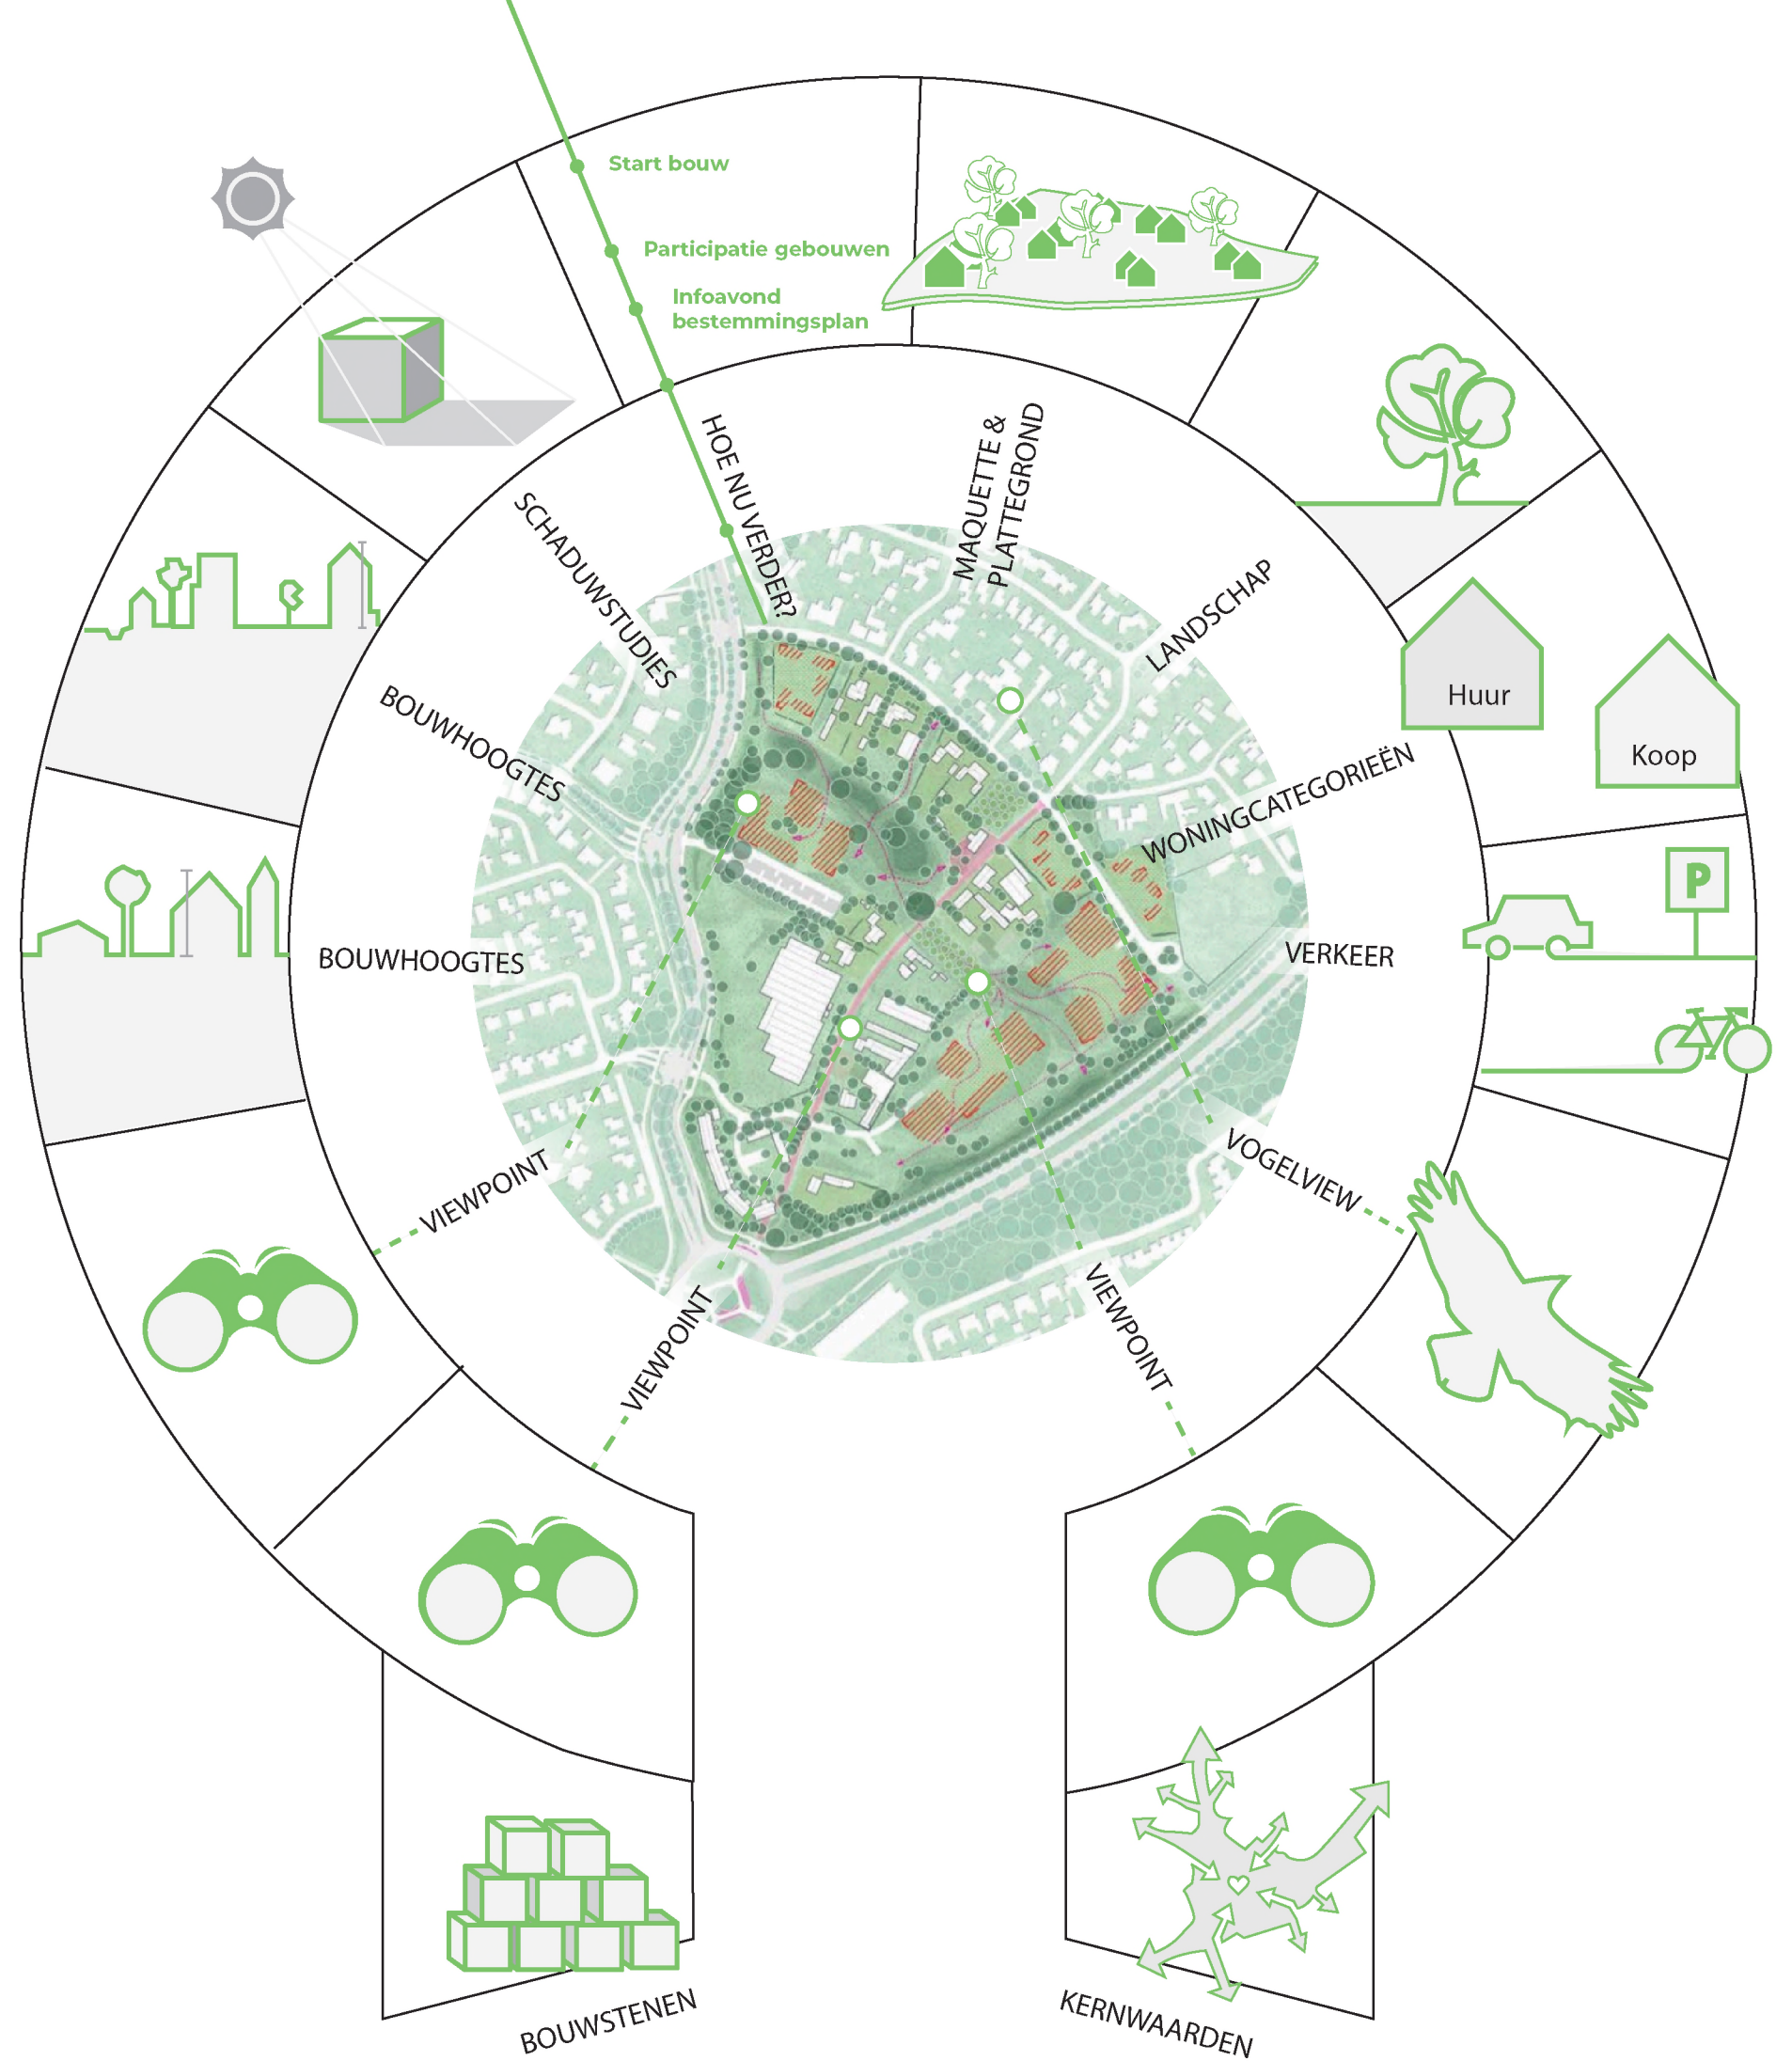 Start bouw
Participatie gebouwen
Infoavond
bestemmingsplan
HOE NU VERDER?
MAQUETTE &
PLATTEGROND
SCHADUWSTUDIES
LANDSCHAP
BOUWHOOGTES
Huur
Koop
WONINGCATEGORIEËN
P
BOUWHOOGTES
VERKEER
VIEWPOINT
VOGELVIEW
VIEWPOINT
VIEWPOINT
BOUWSTENEN
KERNWAARDEN